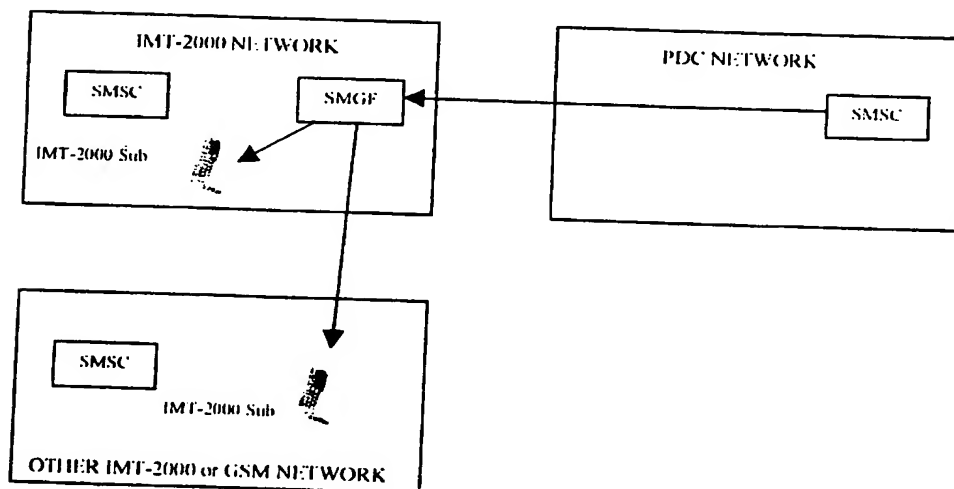 IMT-2000 NETWORK
SMSC
SMGF
IMT-2000 Sub
PDC NETWORK
SMSC
SMSC
IMT-2000 Sub
OTHER IMT-2000 or GSM NETWORK